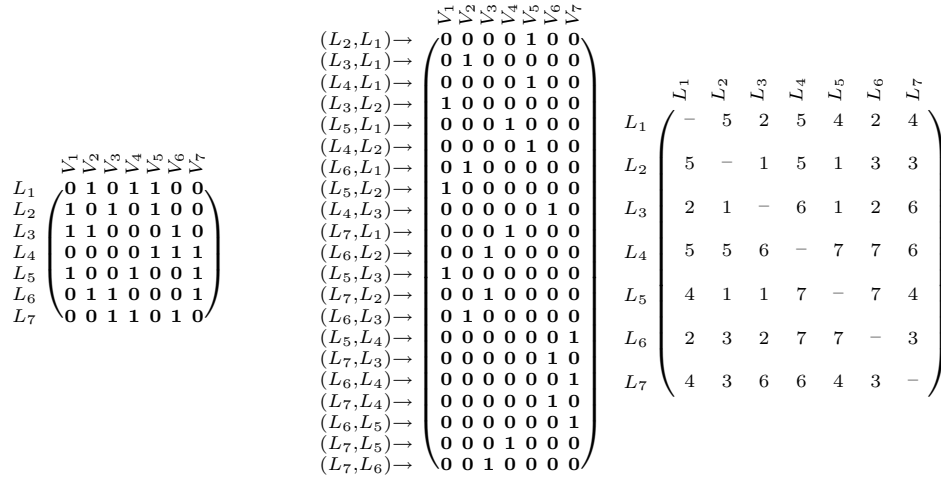 V1 V2 V3 V4 V5 V6 V7
L1 0 1 0 1 1 0 0
L2 1 0 1 0 1 0 0
L3 1 1 0 0 0 1 0
L4 0 0 0 0 1 1 1
L5 1 0 0 1 0 0 1
L6 0 1 1 0 0 0 1
L7 0 0 1 1 0 1 0
V1 V2 V3 V4 V5 V6 V7
(L2,L1)→ 0 0 0 0 1 0 0
(L3,L1)→ 0 1 0 0 0 0 0
(L4,L1)→ 0 0 0 0 1 0 0
(L3,L2)→ 1 0 0 0 0 0 0
(L5,L1)→ 0 0 0 1 0 0 0
(L4,L2)→ 0 0 0 0 1 0 0
(L6,L1)→ 0 1 0 0 0 0 0
(L5,L2)→ 1 0 0 0 0 0 0
(L4,L3)→ 0 0 0 0 0 1 0
(L7,L1)→ 0 0 0 1 0 0 0
(L6,L2)→ 0 0 1 0 0 0 0
(L5,L3)→ 1 0 0 0 0 0 0
(L7,L2)→ 0 0 1 0 0 0 0
(L6,L3)→ 0 1 0 0 0 0 0
(L5,L4)→ 0 0 0 0 0 0 1
(L7,L3)→ 0 0 0 0 0 1 0
(L6,L4)→ 0 0 0 0 0 0 1
(L7,L4)→ 0 0 0 0 0 1 0
(L6,L5)→ 0 0 0 0 0 0 1
(L7,L5)→ 0 0 0 1 0 0 0
(L7,L6)→ 0 0 1 0 0 0 0
L1 L2 L3 L4 L5 L6 L7
L1 – 5 2 5 4 2 4
L2 5 – 1 5 1 3 3
L3 2 1 – 6 1 2 6
L4 5 5 6 – 7 7 6
L5 4 1 1 7 – 7 4
L6 2 3 2 7 7 – 3
L7 4 3 6 6 4 3 –